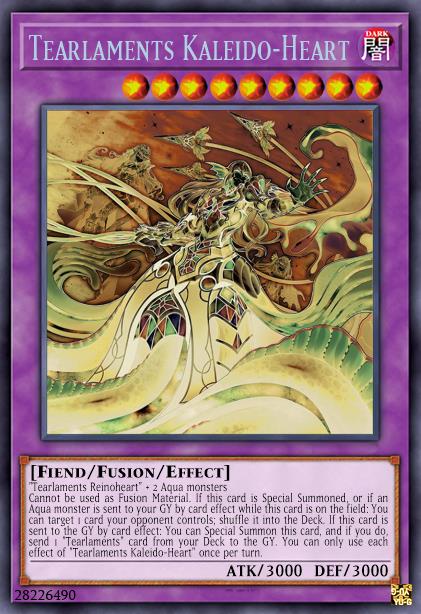 Tearlaments Kaleido-Heart
DARK
闇
[Fiend/Fusion/Effect]
"Tearlaments Reinoheart" + 2 Aqua monsters
Cannot be used as Fusion Material. If this card is Special Summoned, or if an
Aqua monster is sent to your GY by card effect while this card is on the field: You
can target 1 card your opponent controls; shuffle it into the Deck. If this card is
sent to the GY by card effect: You can Special Summon this card, and if you do,
send 1 "Tearlaments" card from your Deck to the GY. You can only use each
effect of "Tearlaments Kaleido-Heart" once per turn.
ATK/3000 DEF/3000
28226490